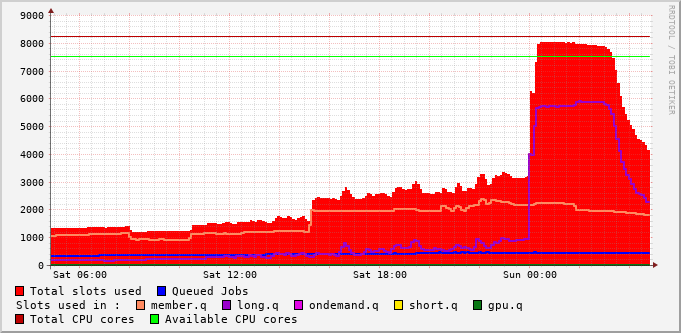 9000
8000
7000
6000
5000
4000
3000
2000
1000
0
Sat 06:00 Sat 12:00 Sat 18:00 Sun 00:00
RRDTOOL / TOBI OETIKER
Total slots used Queued Jobs
Slots used in : member.q long.q ondemand.q short.q gpu.q
Total CPU cores Available CPU cores